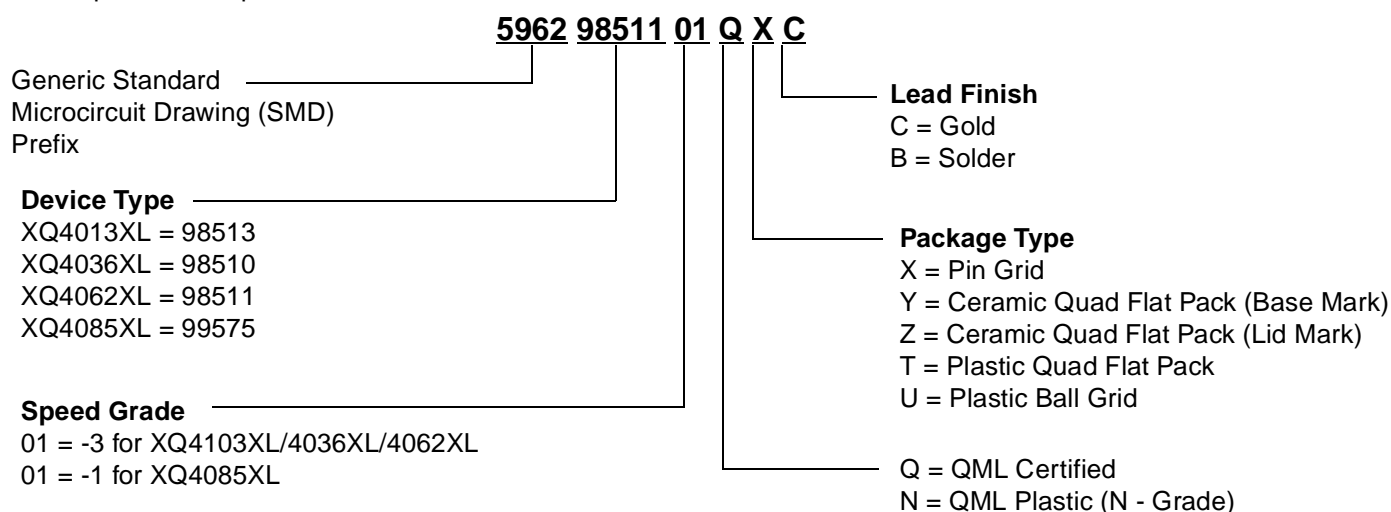 5962 98511 01 Q X C
Generic Standard
Microcircuit Drawing (SMD)
Prefix
Device Type
XQ4013XL = 98513
XQ4036XL = 98510
XQ4062XL = 98511
XQ4085XL = 99575
Speed Grade
01 = -3 for XQ4103XL/4036XL/4062XL
01 = -1 for XQ4085XL
Lead Finish
C = Gold
B = Solder
Package Type
X = Pin Grid
Y = Ceramic Quad Flat Pack (Base Mark)
Z = Ceramic Quad Flat Pack (Lid Mark)
T = Plastic Quad Flat Pack
U = Plastic Ball Grid
Q = QML Certified
N = QML Plastic (N - Grade)